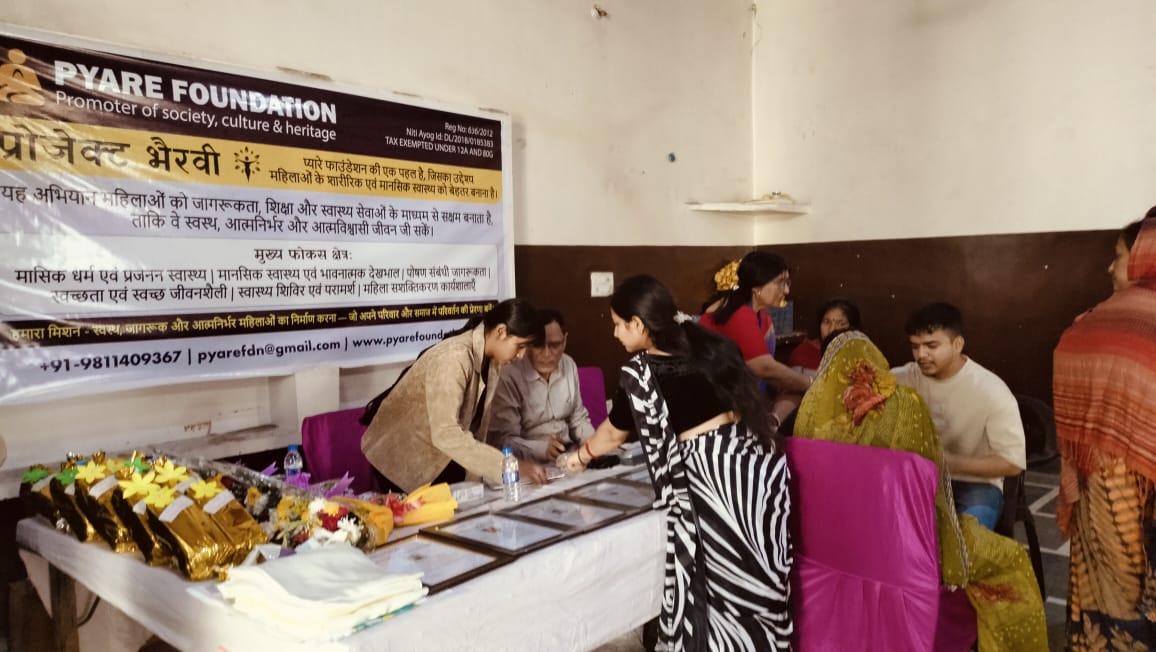 PYARE FOUNDATION
Promoter of society, culture & heritage
Reg No: 636/2012
Niti Ayog Id: DL/2018/0185383
TAX EXEMPTED UNDER 12A AND 80G
प्रोजेक्ट भैरवी
प्यारे फाउंडेशन की एक पहल है, जिसका उद्देश्य
महिलाओं के शारीरिक एवं मानसिक स्वास्थ्य को बेहतर बनाना है।
यह अभियान महिलाओं को जागरूकता, शिक्षा और स्वास्थ्य सेवाओं के माध्यम से सक्षम बनाता है,
ताकि वे स्वस्थ, आत्मनिर्भर और आत्मविश्वासी जीवन जी सकें।
मुख्य फोकस क्षेत्र:
मासिक धर्म एवं प्रजनन स्वास्थ्य | मानसिक स्वास्थ्य एवं भावनात्मक देखभाल | पोषण संबंधी जागरूकता |
स्वच्छता एवं स्वच्छ जीवनशैली | स्वास्थ्य शिविर एवं परामर्श | महिला सशक्तिकरण कार्यशालाएँ
हमारा मिशन - स्वस्थ, जागरूक और आत्मनिर्भर महिलाओं का निर्माण करना — जो अपने परिवार और समाज में परिवर्तन की प्रेरणा बनें
+91-9811409367 | pyarefdn@gmail.com | www.pyarefound